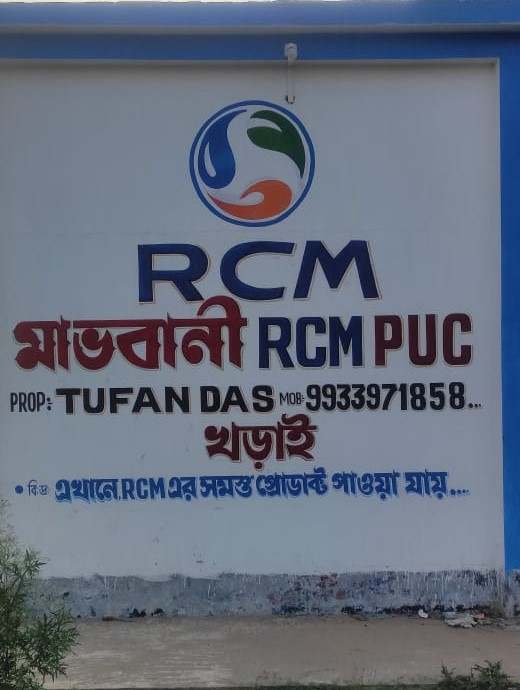 RCM
মাভবানী RCM PUC
PROP: TUFAN DAS MOB: 9933971858...
খড়াই
• বিঃদ্রঃ এখানে RCM এর সমস্ত প্রোডাক্ট পাওয়া যায়....